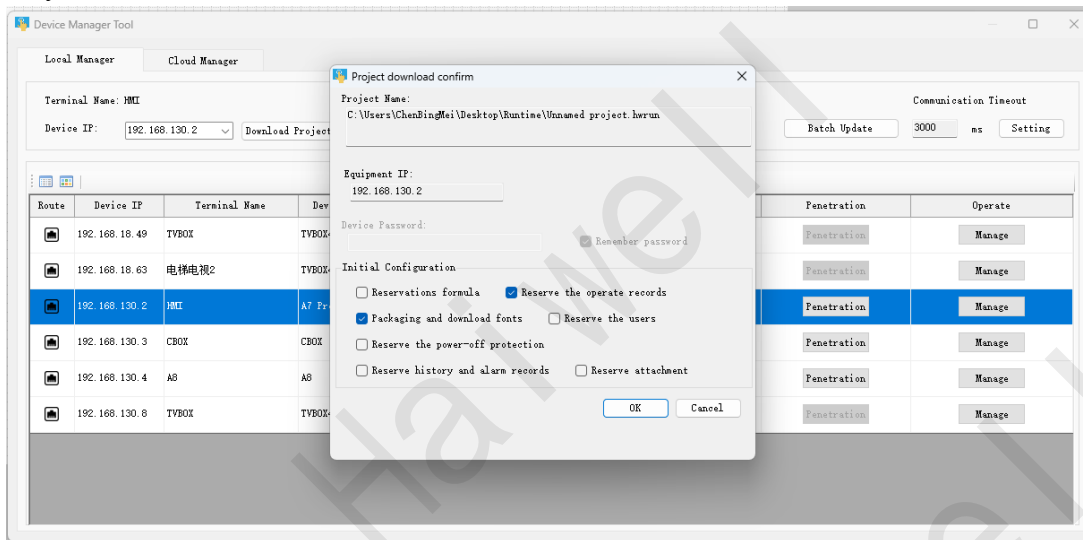 Device Manager Tool
Local Manager
Cloud Manager
Terminal Name: HMI
Device IP:
192.168.130.2
Download Project
Communication Timeout
Batch Update
3000
ms
Setting
Route
Device IP
Terminal Name
Dev
Penetration
Operate
192.168.18.49
TVBOX
TVBOX
Penetration
Manage
192.168.18.63
电梯电视2
TVBOX
Penetration
Manage
192.168.130.2
HMI
A7 Pr
Penetration
Manage
192.168.130.3
CBOX
CBOX
Penetration
Manage
192.168.130.4
A8
A8
Penetration
Manage
192.168.130.8
TVBOX
TVBOX
Penetration
Manage
Project download confirm
Project Name:
C:\Users\ChenBingMei\Desktop\Runtime\Unnamed project.hwrun
Equipment IP:
192.168.130.2
Device Password:
Remember password
Initial Configuration
Reservations formula
Reserve the operate records
Packaging and download fonts
Reserve the users
Reserve the power-off protection
Reserve history and alarm records
Reserve attachment
OK
Cancel
Haiwell